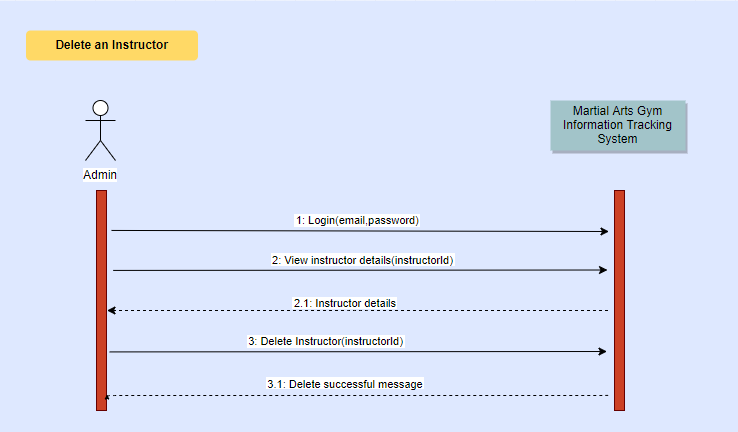 Delete an Instructor
Martial Arts Gym
Information Tracking
System
Admin
1: Login(email,password)
2: View instructor details(instructorId)
2.1: Instructor details
3: Delete Instructor(instructorId)
3.1: Delete successful message